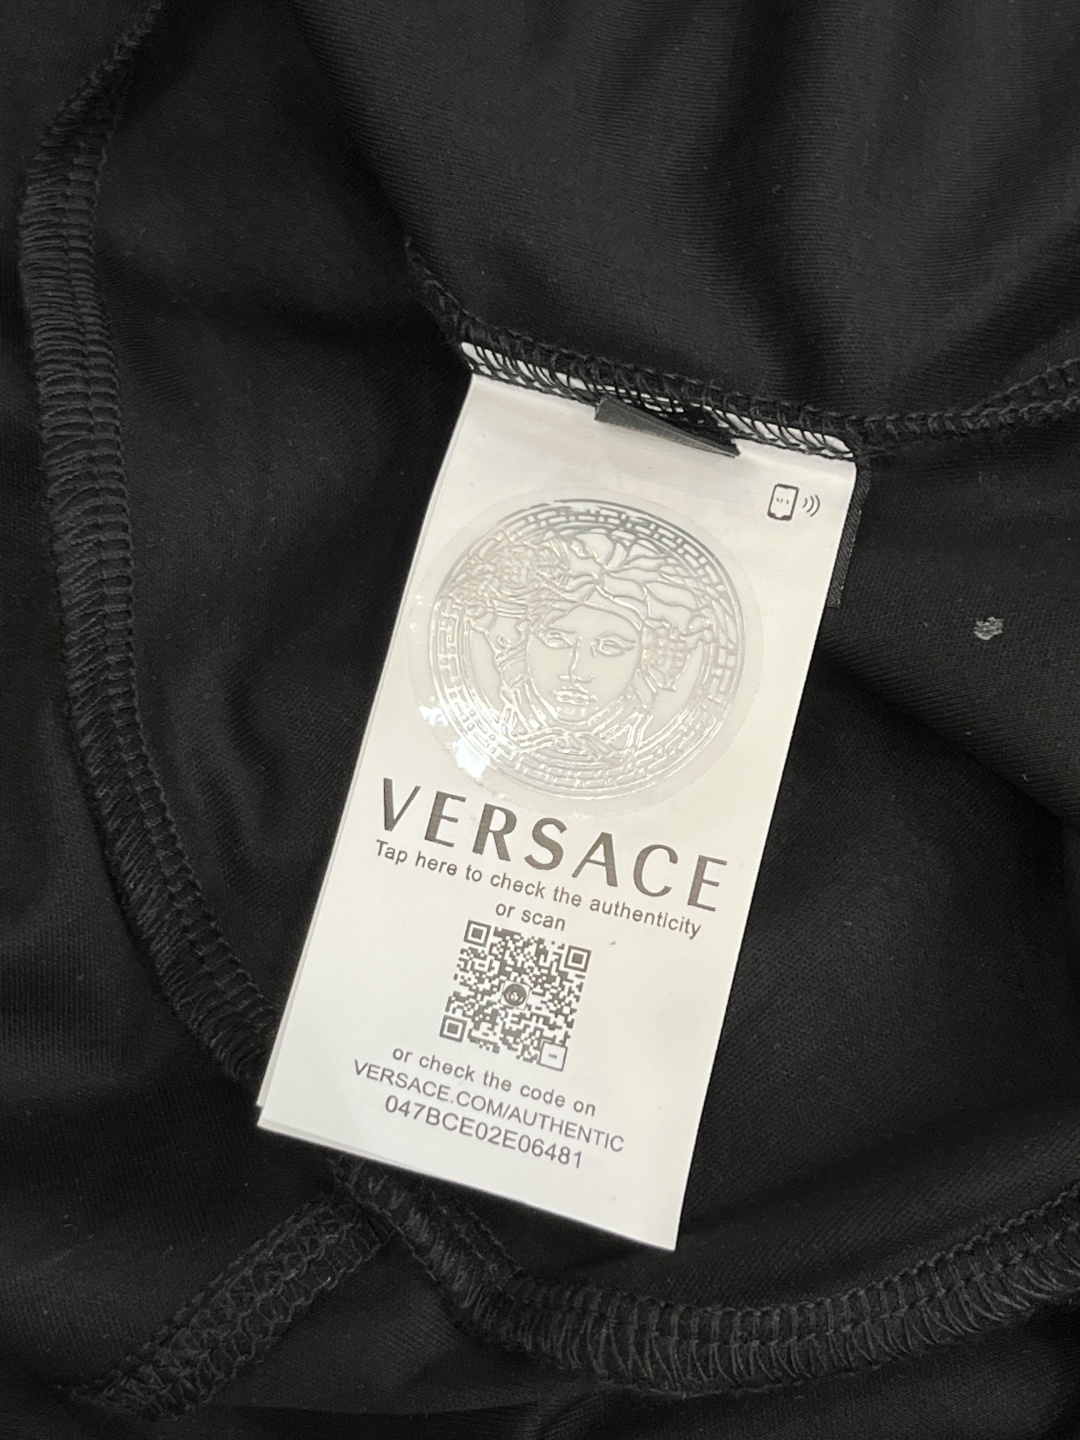 VERSACE
Tap here to check the authenticity
or scan
or check the code on
VERSACE.COM/AUTHENTIC
047BCE02E06481